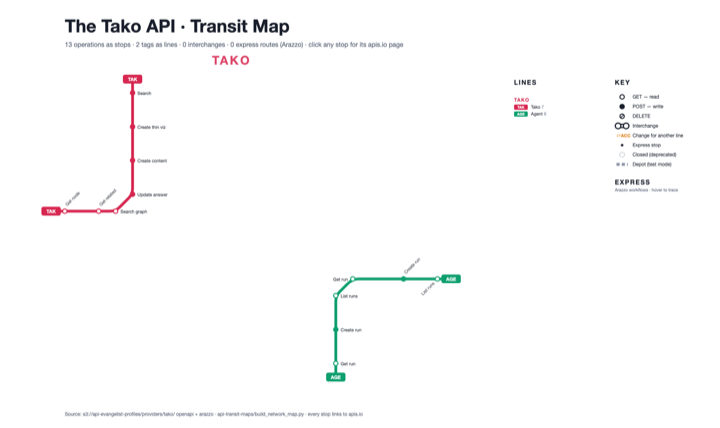 The Tako API · Transit Map
13 operations as stops · 2 tags as lines · 0 interchanges · 0 express routes (Arazzo) · click any stop for its apis.io page
TAKO
TAK
Search
Create thin viz
Create content
Update answer
Search graph
Get related
Get node
TAK
LINES
TAKO
TAK Tako 7
AGE Agent 6
KEY
GET — read
POST — write
DELETE
Interchange
Change for another line
Express stop
Closed (deprecated)
Depot (test mode)
EXPRESS
Arazzo workflows · hover to trace
Get run
Create run
List runs
AGE
List runs
Create run
Get run
AGE
Source: s3://api-evangelist-profiles/providers/tako/ openapi + arazzo · api-transit-maps/build_network_map.py · every stop links to apis.io